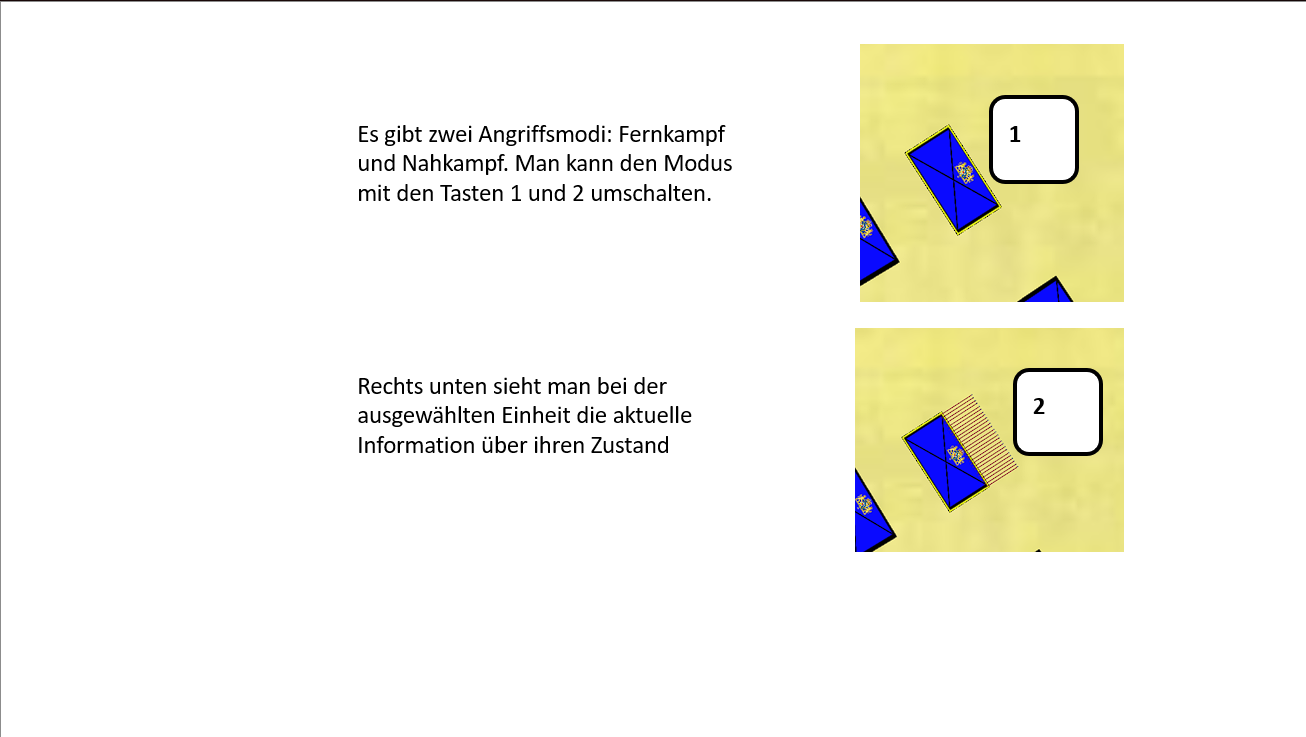 Es gibt zwei Angriffsmodi: Fernkampf
und Nahkampf. Man kann den Modus
mit den Tasten 1 und 2 umschalten.
1
Rechts unten sieht man bei der
ausgewählten Einheit die aktuelle
Information über ihren Zustand
2